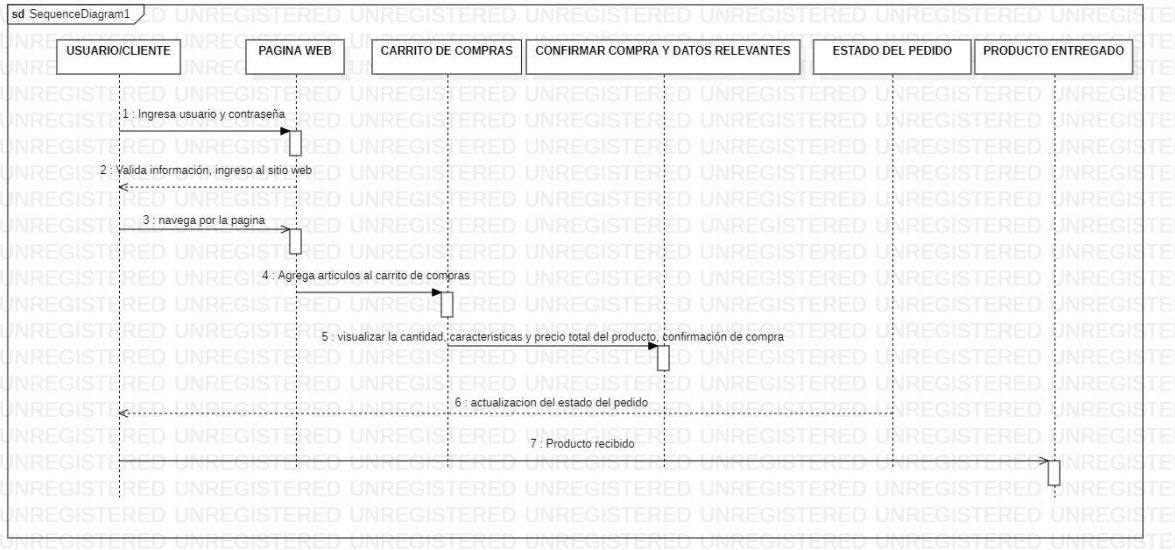 sd SequenceDiagram1
USUARIO/CLIENTE
PAGINA WEB
CARRITO DE COMPRAS
CONFIRMAR COMPRA Y DATOS RELEVANTES
ESTADO DEL PEDIDO
PRODUCTO ENTREGADO
1 : Ingresa usuario y contraseña
2 : Valida información, ingreso al sitio web
3 : navega por la pagina
4 : Agrega articulos al carrito de compras
5 : visualizar la cantidad, caracteristicas y precio total del producto, confirmación de compra
6 : actualizacion del estado del pedido
7 : Producto recibido
UNREGISTERED